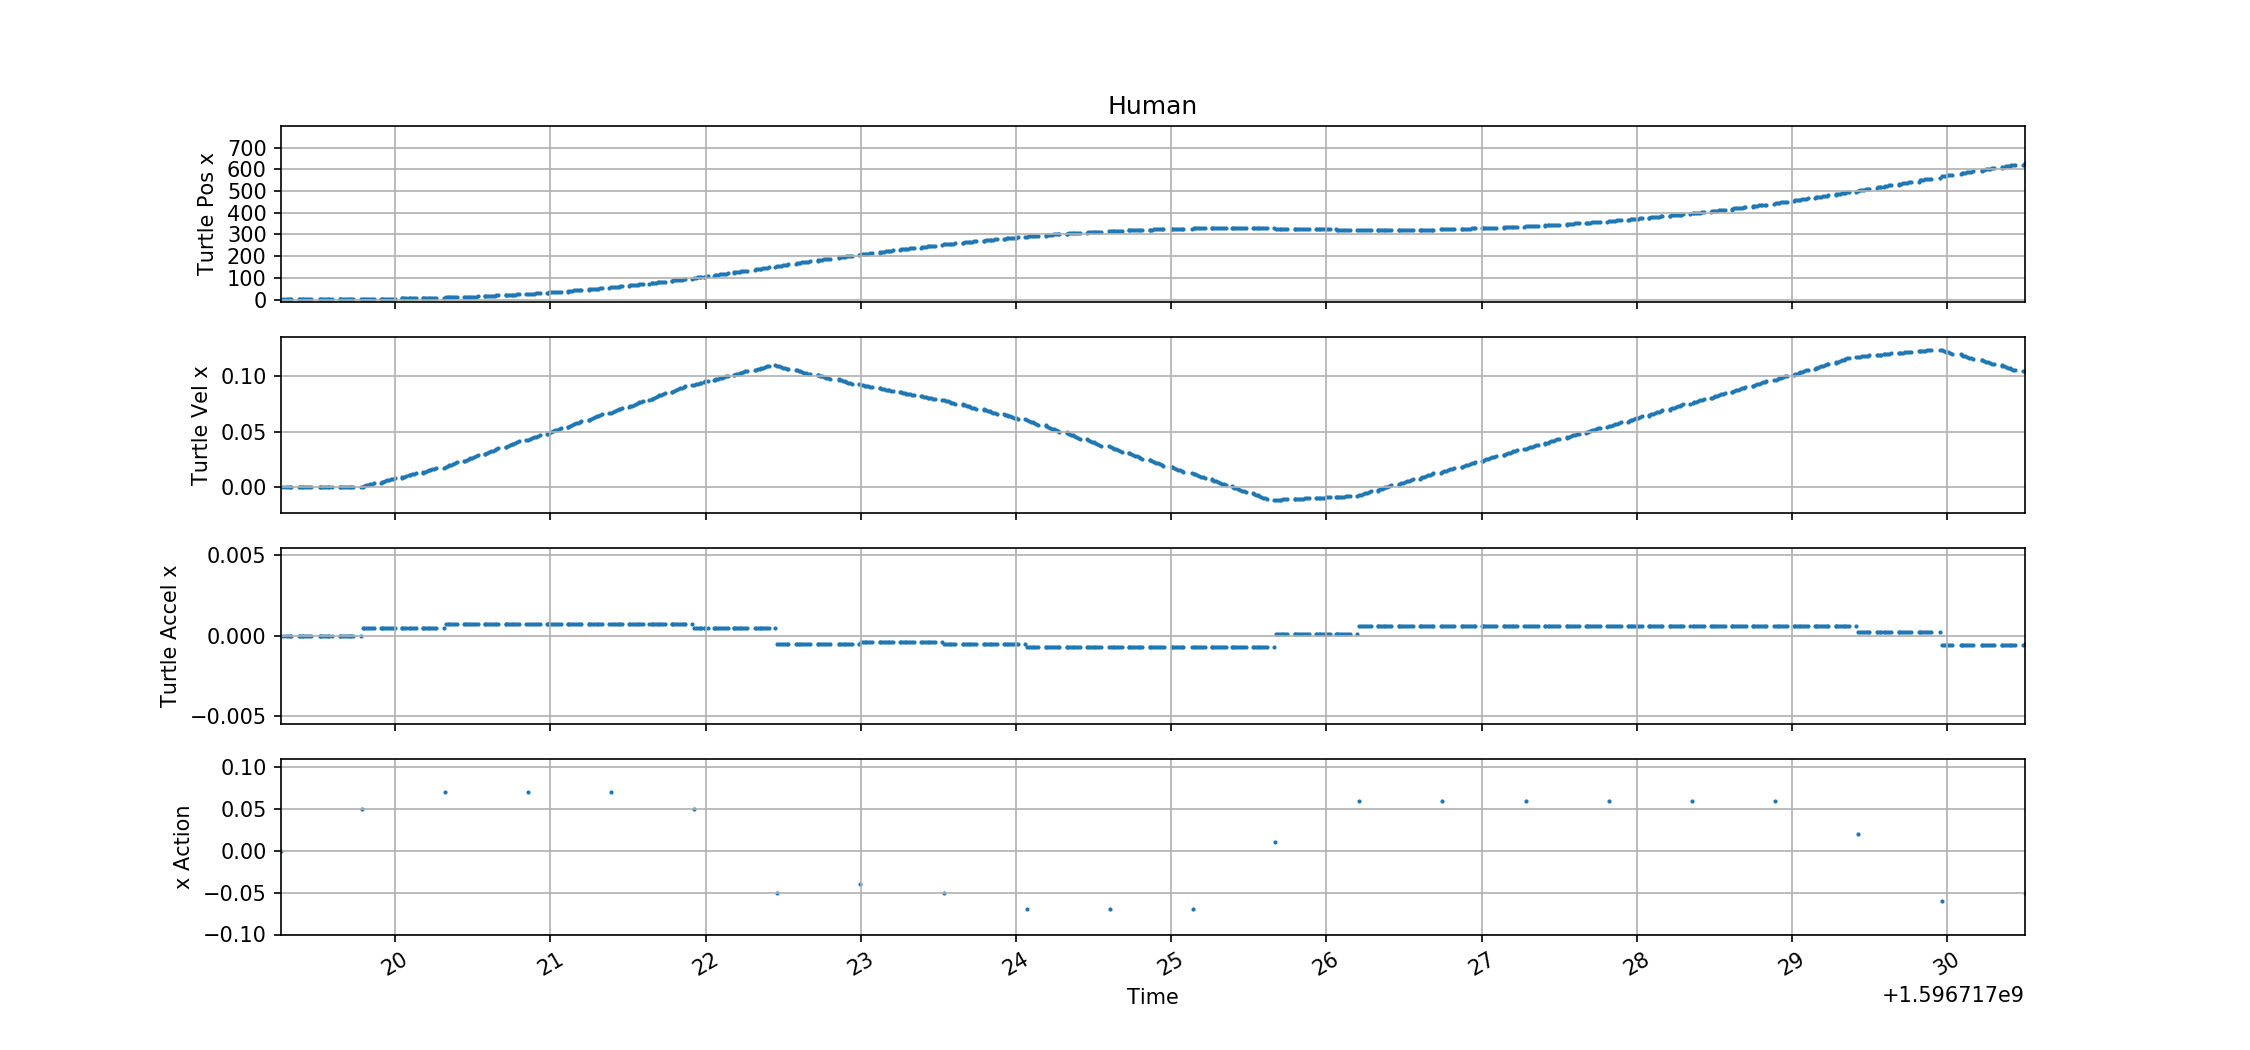 Human
Turtle Pos x
700
600
500
400
300
200
100
0
Turtle Vel x
0.10
0.05
0.00
Turtle Accel x
0.005
0.000
−0.005
x Action
0.10
0.05
0.00
−0.05
−0.10
20 21 22 23 24 25 26 27 28 29 30
Time
+1.596717e9